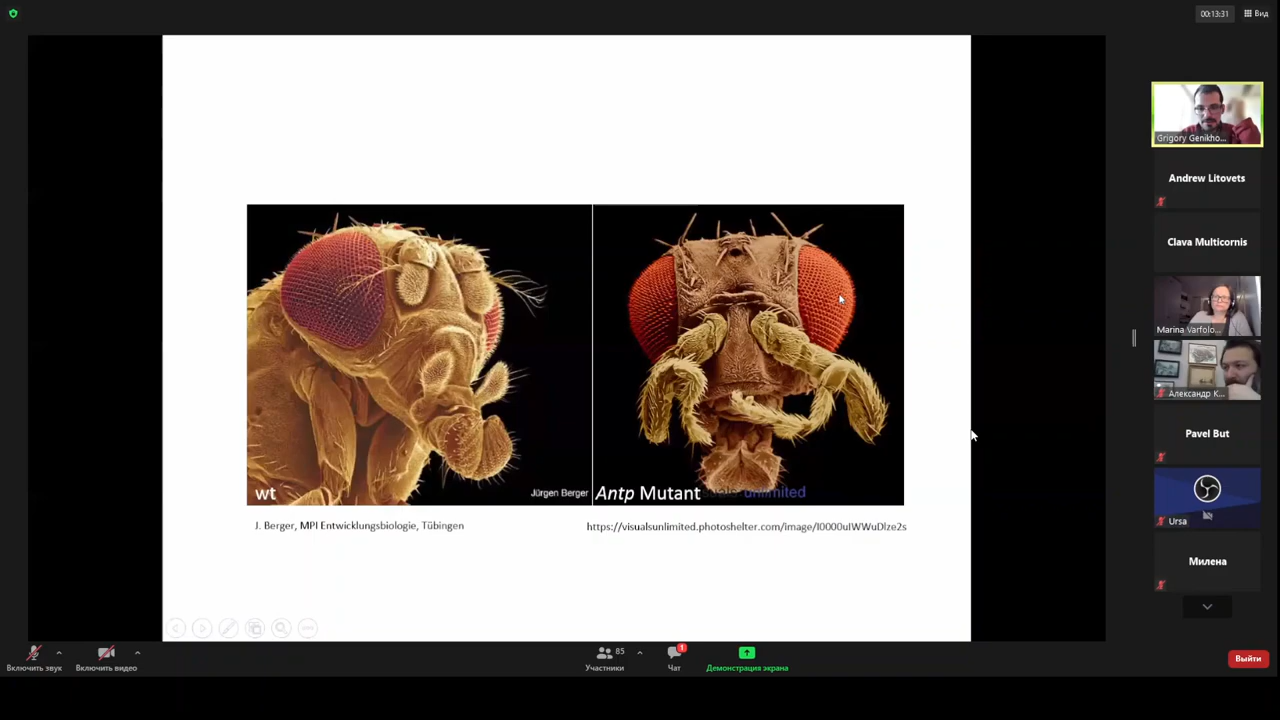 00:13:31
Вид
Grigory Genikho...
Andrew Litovets
Clava Multicornis
Marina Varfolo...
Александр К...
Pavel But
Ursa
Милена
wt
Jürgen Berger
Antp Mutant
unlimited
J. Berger, MPI Entwicklungsbiologie, Tübingen
https://visualsunlimited.photoshelter.com/image/I0000uIWWuDlze2s
Включить звук
Включить видео
85
Участники
1
Чат
Демонстрация экрана
Выйти